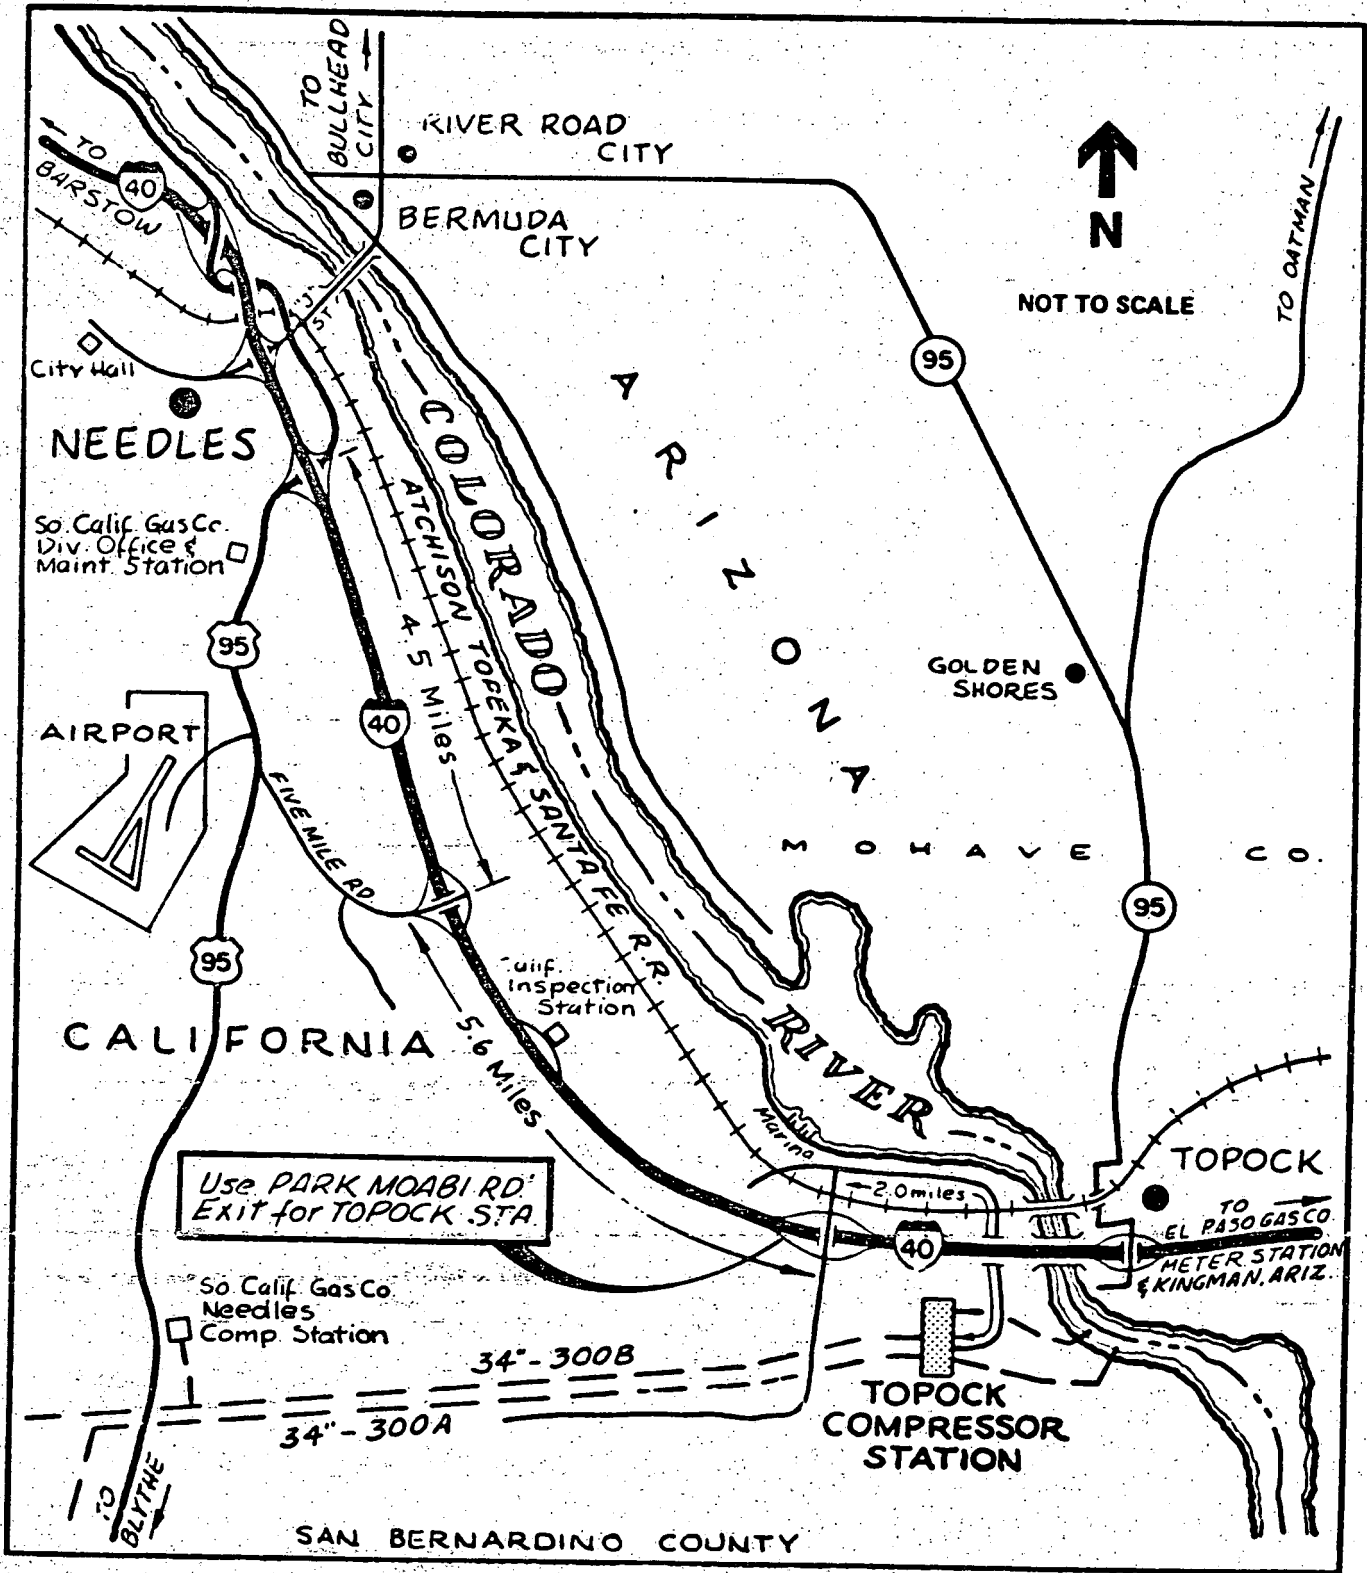 TO
BULLHEAD
CITY
RIVER ROAD
CITY
BERMUDA
CITY
TO
BARSTOW
40
N
NOT TO SCALE
TO OATMAN
95
"J"
ST
City Hall
NEEDLES
ARIZONA
COLORADO
RIVER
So. Calif. Gas Co.
Div. Office &
Maint. Station
ATCHISON TOPEKA & SANTA FE R.R.
4.5 Miles
95
40
GOLDEN
SHORES
AIRPORT
FIVE MILE RD.
MOHAVE CO.
95
95
Inspection
Station
CALIFORNIA
5.6 Miles
Marina
TOPOCK
Use PARK MOABI RD.
Exit for TOPOCK STA.
2.0 miles
40
TO
EL PASO GAS CO
METER STATION
& KINGMAN, ARIZ.
So. Calif. Gas Co.
Needles
Comp. Station
34"-300B
34"-300A
TOPOCK
COMPRESSOR
STATION
TO
BLYTHE
SAN BERNARDINO COUNTY